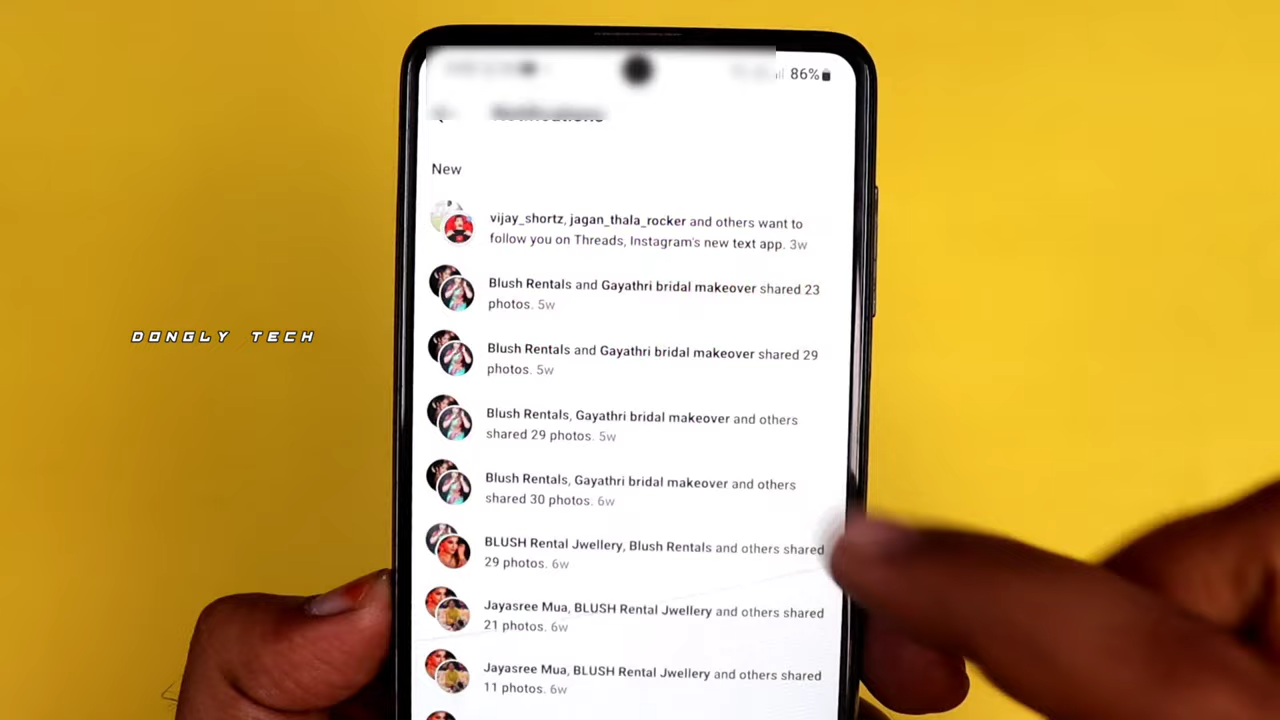 86%
Notifications
New
vijay_shortz, jagan_thala_rocker and others want to
follow you on Threads, Instagram's new text app. 3w
Blush Rentals and Gayathri bridal makeover shared 23
photos. 5w
Blush Rentals and Gayathri bridal makeover shared 29
photos. 5w
Blush Rentals, Gayathri bridal makeover and others
shared 29 photos. 5w
Blush Rentals, Gayathri bridal makeover and others
shared 30 photos. 6w
BLUSH Rental Jwellery, Blush Rentals and others shared
29 photos. 6w
Jayasree Mua, BLUSH Rental Jwellery and others shared
21 photos. 6w
Jayasree Mua, BLUSH Rental Jwellery and others shared
11 photos. 6w
DONGLY TECH